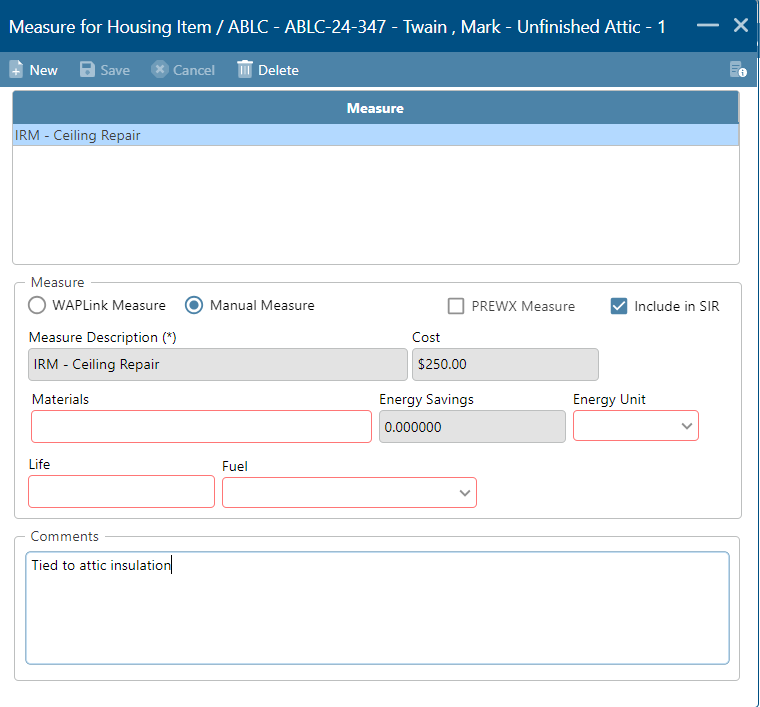 Measure for Housing Item / ABLC - ABLC-24-347 - Twain , Mark - Unfinished Attic - 1
New Save Cancel Delete
Measure
IRM - Ceiling Repair
Measure
WAPLink Measure Manual Measure PREWX Measure Include in SIR
Measure Description (*) Cost
IRM - Ceiling Repair $250.00
Materials Energy Savings Energy Unit
0.000000
Life Fuel
Comments
Tied to attic insulation